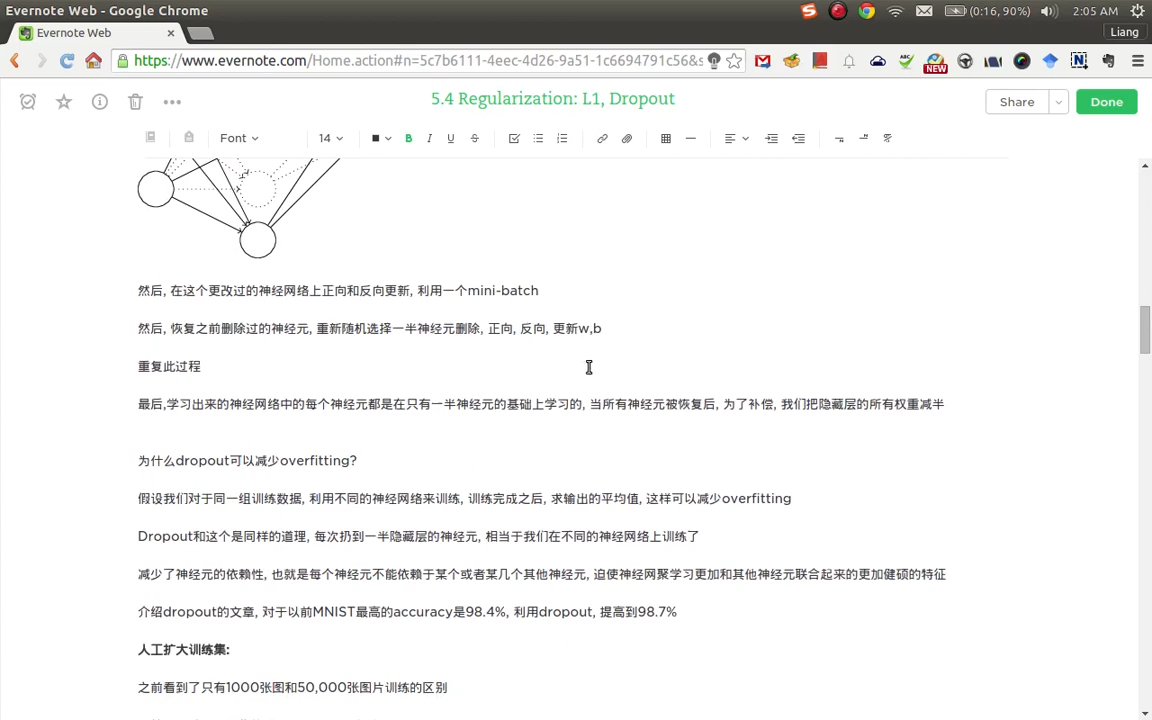 Evernote Web - Google Chrome
(0:16, 90%)
2:05 AM
Evernote Web
Liang
https://www.evernote.com/Home.action#n=5c7b6111-4eec-4d26-9a51-1c6694791c56&s
NEW
5.4 Regularization: L1, Dropout
Share
Done
Font
14
B
I
U
S
然后, 在这个更改过的神经网络上正向和反向更新, 利用一个mini-batch
然后, 恢复之前删除过的神经元, 重新随机选择一半神经元删除, 正向, 反向, 更新w,b
重复此过程
最后,学习出来的神经网络中的每个神经元都是在只有一半神经元的基础上学习的, 当所有神经元被恢复后, 为了补偿, 我们把隐藏层的所有权重减半
为什么dropout可以减少overfitting?
假设我们对于同一组训练数据, 利用不同的神经网络来训练, 训练完成之后, 求输出的平均值, 这样可以减少overfitting
Dropout和这个是同样的道理, 每次扔到一半隐藏层的神经元, 相当于我们在不同的神经网络上训练了
减少了神经元的依赖性, 也就是每个神经元不能依赖于某个或者某几个其他神经元, 迫使神经网聚学习更加和其他神经元联合起来的更加健硕的特征
介绍dropout的文章, 对于以前MNIST最高的accuracy是98.4%, 利用dropout, 提高到98.7%
人工扩大训练集:
之前看到了只有1000张图和50,000张图片训练的区别